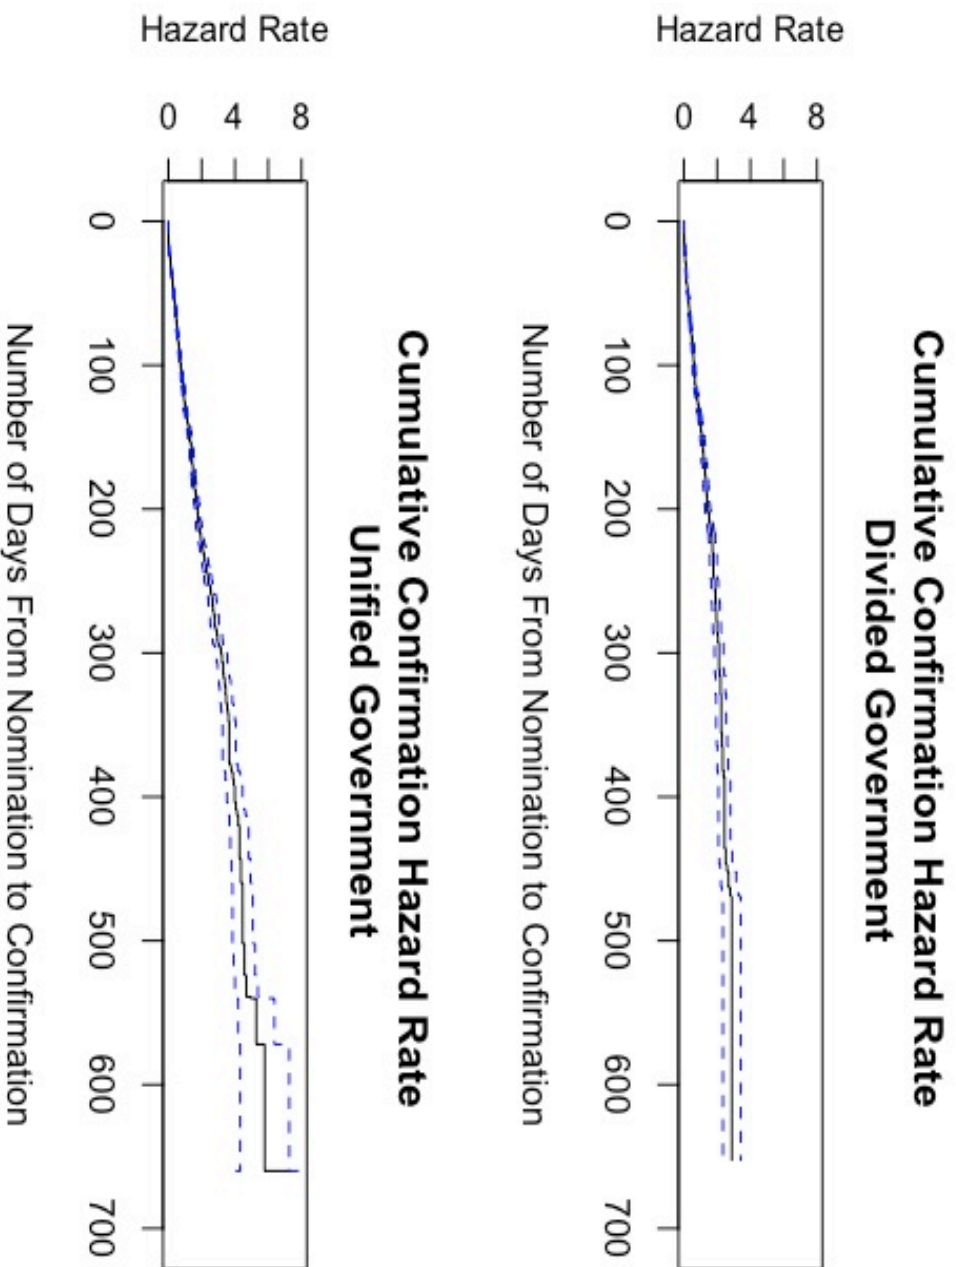 Cumulative Confirmation Hazard Rate
Divided Government
Hazard Rate
0 4 8
0 100 200 300 400 500 600 700
Number of Days From Nomination to Confirmation
Cumulative Confirmation Hazard Rate
Unified Government
Hazard Rate
0 4 8
0 100 200 300 400 500 600 700
Number of Days From Nomination to Confirmation